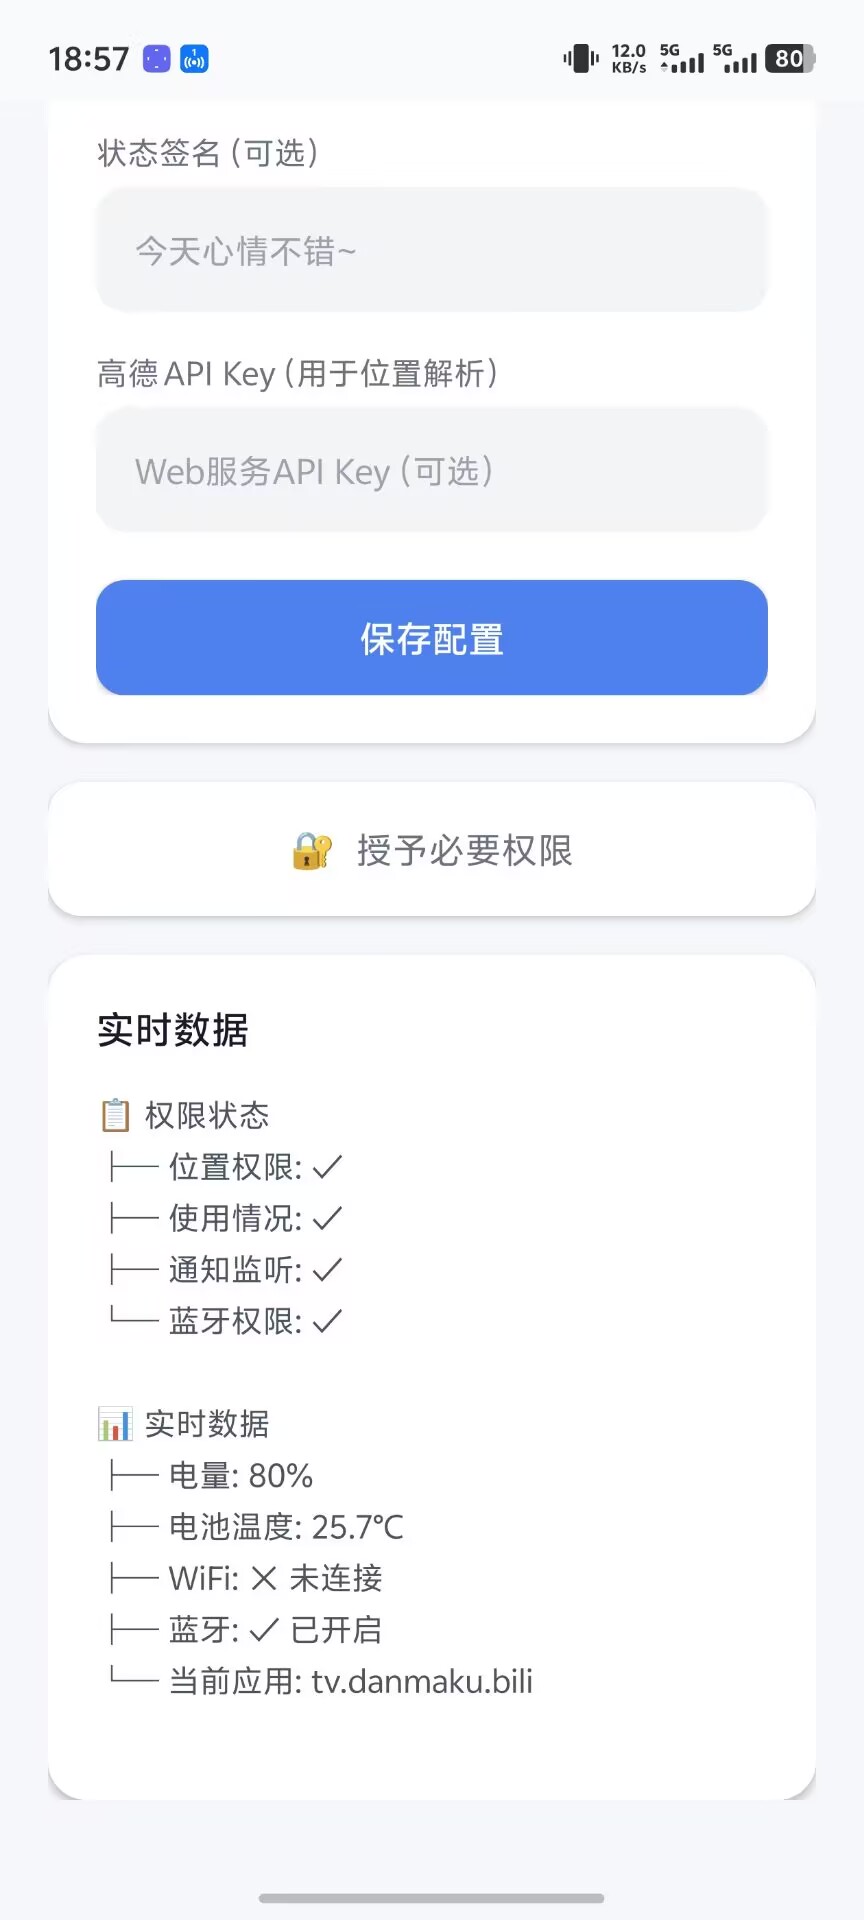 18:57
12.0 KB/s 5G 5G 80
状态签名 (可选)
今天心情不错~
高德 API Key (用于位置解析)
Web服务API Key (可选)
保存配置
🔐 授予必要权限
实时数据
📋 权限状态
├── 位置权限: ✓
├── 使用情况: ✓
├── 通知监听: ✓
└── 蓝牙权限: ✓
📊 实时数据
├── 电量: 80%
├── 电池温度: 25.7℃
├── WiFi: ✕ 未连接
├── 蓝牙: ✓ 已开启
└── 当前应用: tv.danmaku.bili